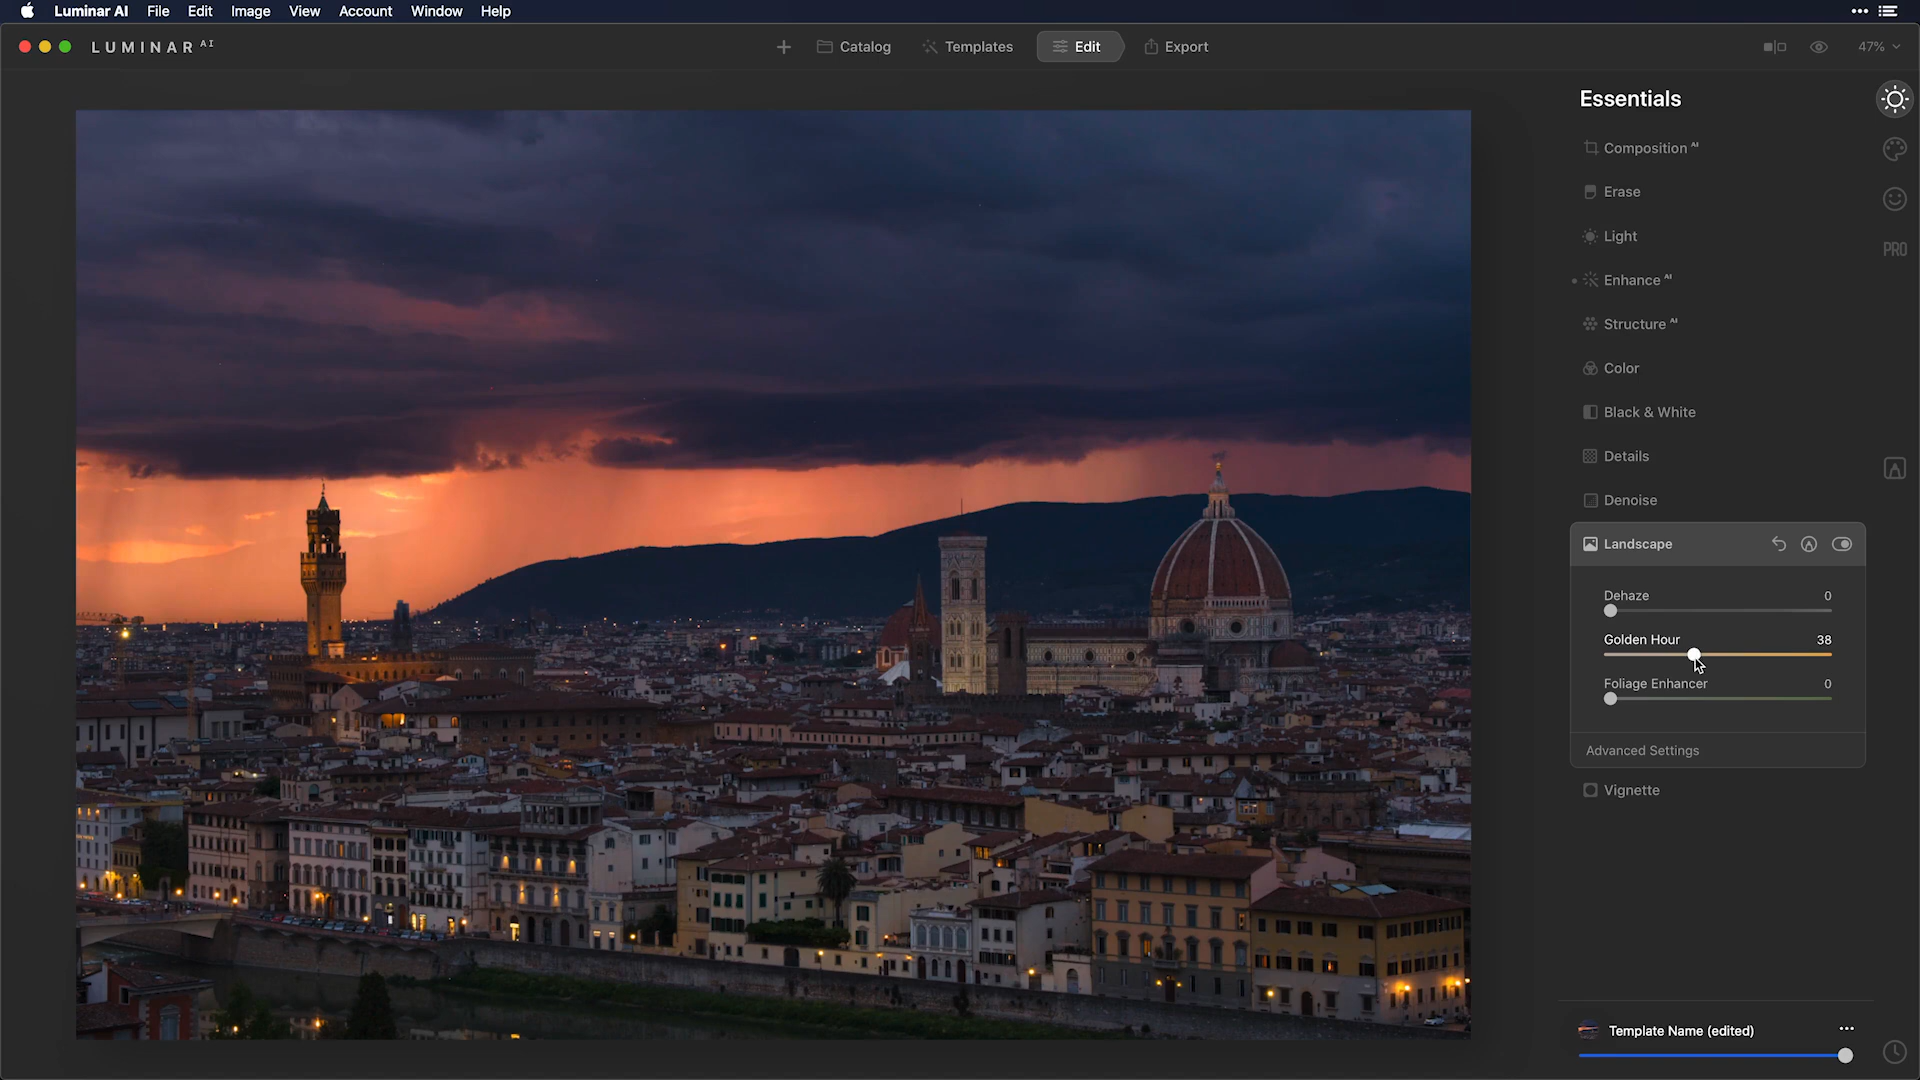 Luminar AI File Edit Image View Account Window Help
LUMINAR AI
Catalog Templates Edit Export 47%
Essentials
Composition AI
Erase
Light
PRO
Enhance AI
Structure AI
Color
Black & White
Details
Denoise
Landscape
Dehaze 0
Golden Hour 38
Foliage Enhancer 0
Advanced Settings
Vignette
Template Name (edited)